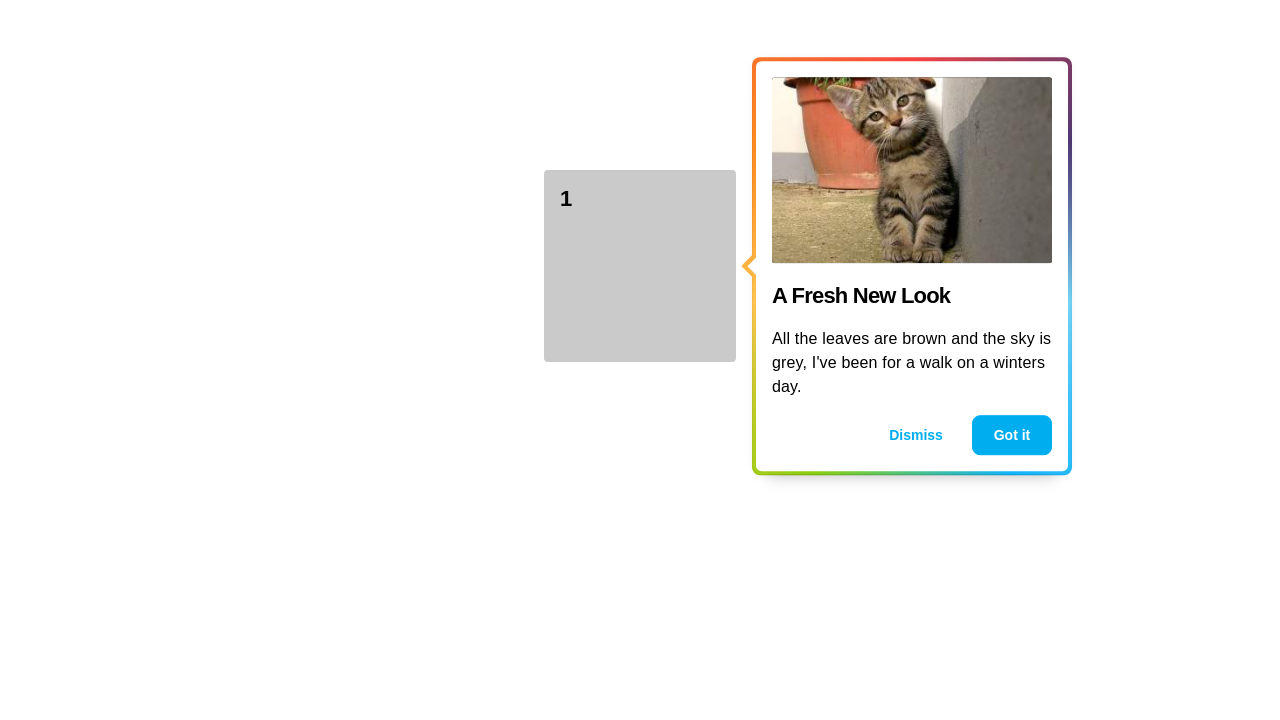 1
A Fresh New Look
All the leaves are brown and the sky is
grey, I've been for a walk on a winters
day.
Dismiss
Got it